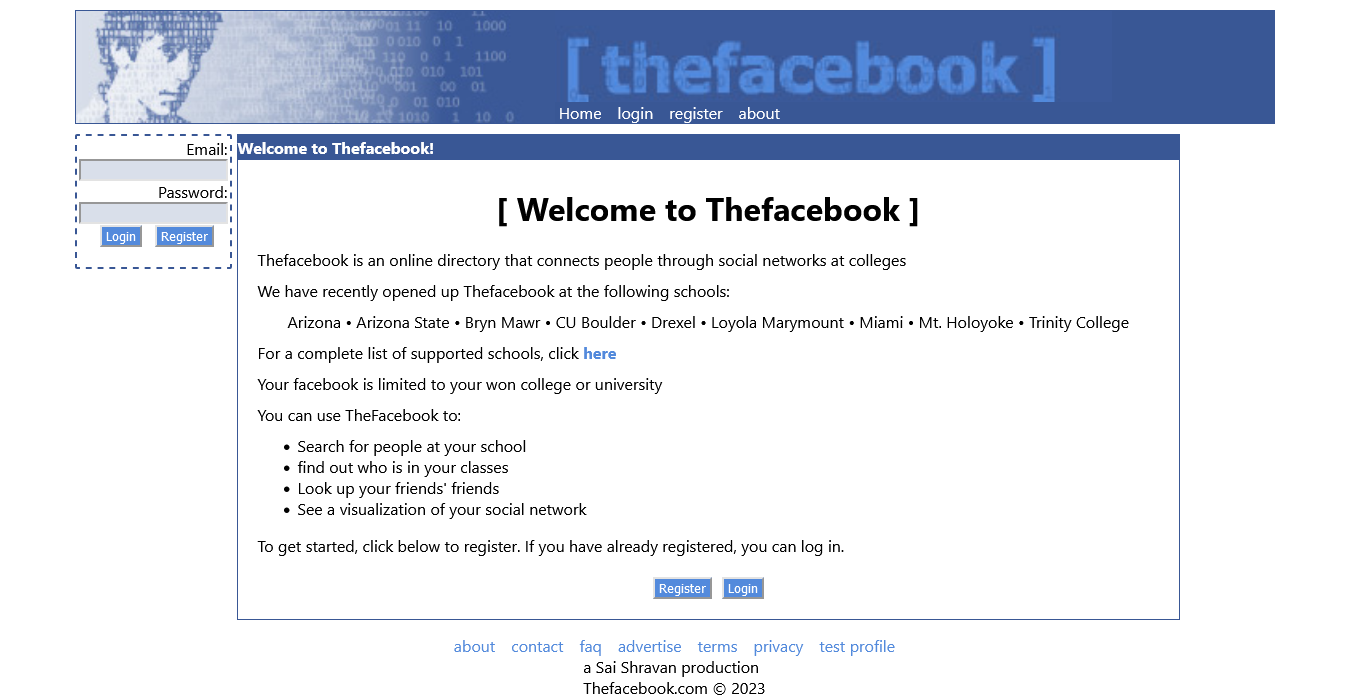 [ thefacebook ]
Home login register about
Email:
Password:
Login Register
Welcome to Thefacebook!
[ Welcome to Thefacebook ]
Thefacebook is an online directory that connects people through social networks at colleges
We have recently opened up Thefacebook at the following schools:
Arizona • Arizona State • Bryn Mawr • CU Boulder • Drexel • Loyola Marymount • Miami • Mt. Holoyoke • Trinity College
For a complete list of supported schools, click here
Your facebook is limited to your won college or university
You can use TheFacebook to:
• Search for people at your school
• find out who is in your classes
• Look up your friends' friends
• See a visualization of your social network
To get started, click below to register. If you have already registered, you can log in.
Register Login
about contact faq advertise terms privacy test profile
a Sai Shravan production
Thefacebook.com © 2023